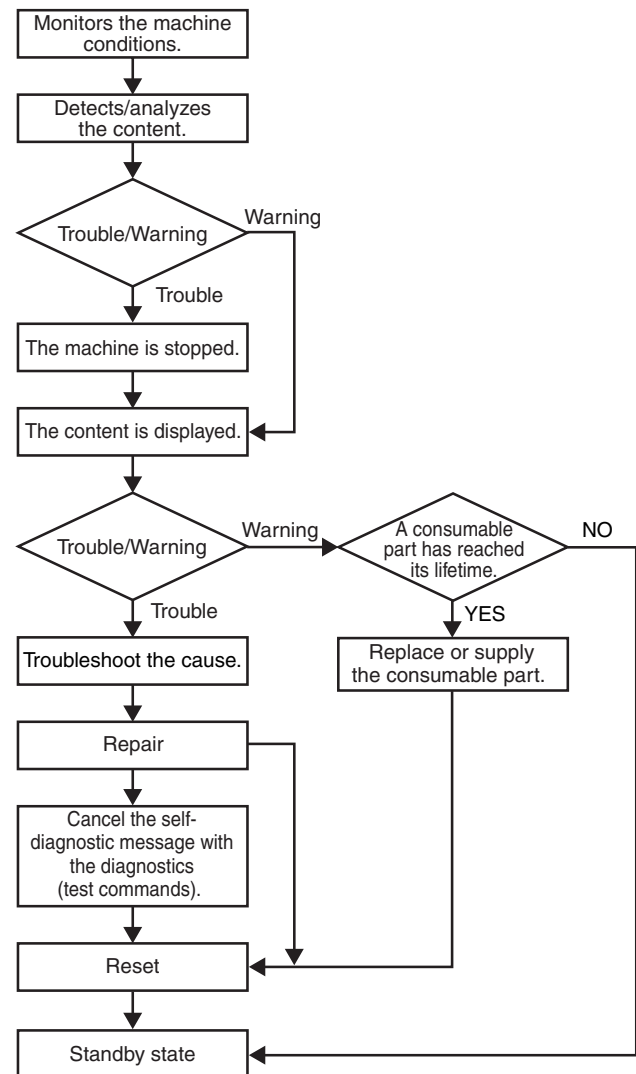 Monitors the machine
conditions.
Detects/analyzes
the content.
Trouble/Warning
Warning
Trouble
The machine is stopped.
The content is displayed.
Trouble/Warning
Warning
A consumable
part has reached
its lifetime.
NO
Trouble
YES
Troubleshoot the cause.
Replace or supply
the consumable part.
Repair
Cancel the self-
diagnostic message with
the diagnostics
(test commands).
Reset
Standby state